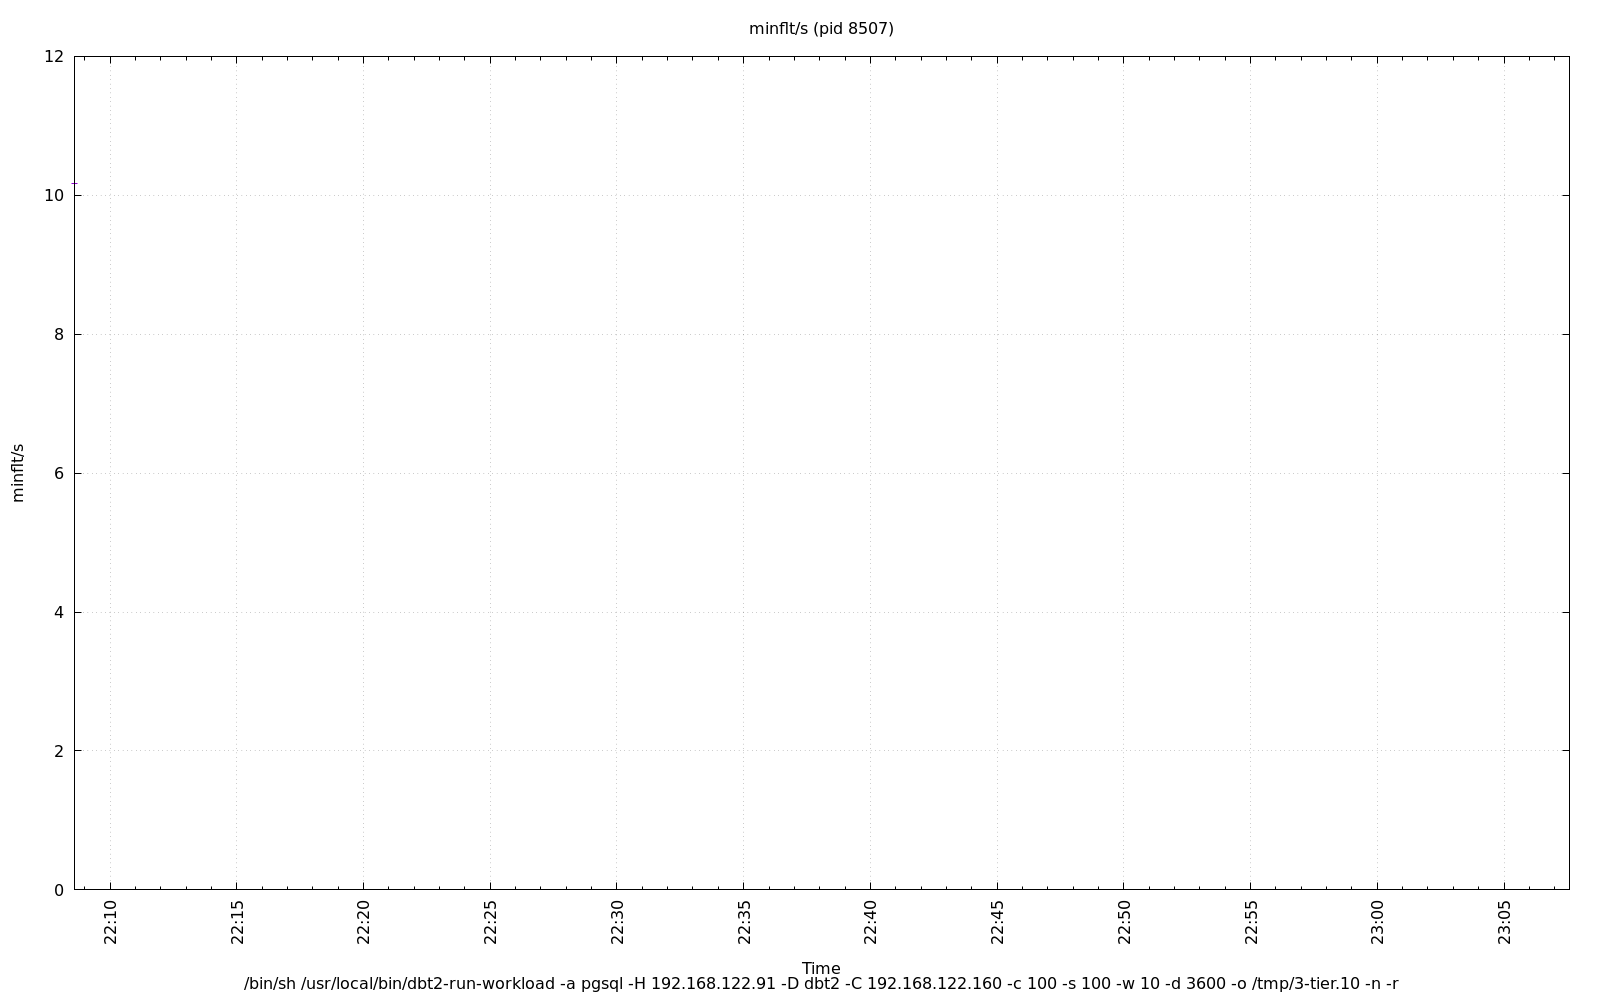 minflt/s (pid 8507)
12
10
8
6
4
2
0
minflt/s
22:10 22:15 22:20 22:25 22:30 22:35 22:40 22:45 22:50 22:55 23:00 23:05
Time
/bin/sh /usr/local/bin/dbt2-run-workload -a pgsql -H 192.168.122.91 -D dbt2 -C 192.168.122.160 -c 100 -s 100 -w 10 -d 3600 -o /tmp/3-tier.10 -n -r